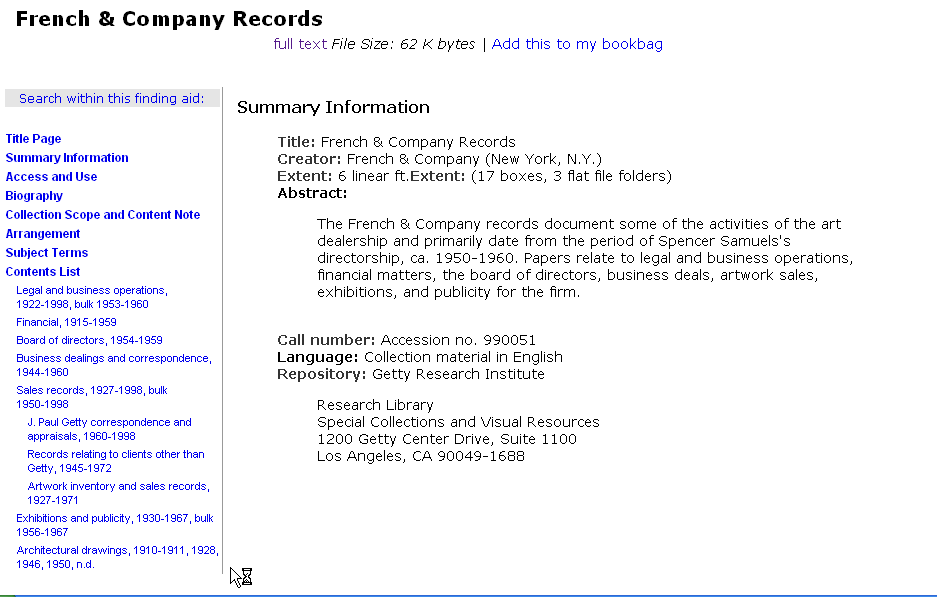 French & Company Records
full text File Size: 62 K bytes | Add this to my bookbag
Search within this finding aid:
Title Page
Summary Information
Access and Use
Biography
Collection Scope and Content Note
Arrangement
Subject Terms
Contents List
Legal and business operations,
1922-1998, bulk 1953-1960
Financial, 1915-1959
Board of directors, 1954-1959
Business dealings and correspondence,
1944-1960
Sales records, 1927-1998, bulk
1950-1998
J. Paul Getty correspondence and
appraisals, 1960-1998
Records relating to clients other than
Getty, 1945-1972
Artwork inventory and sales records,
1927-1971
Exhibitions and publicity, 1930-1967, bulk
1956-1967
Architectural drawings, 1910-1911, 1928,
1946, 1950, n.d.
Summary Information
Title: French & Company Records
Creator: French & Company (New York, N.Y.)
Extent: 6 linear ft.Extent: (17 boxes, 3 flat file folders)
Abstract:
The French & Company records document some of the activities of the art
dealership and primarily date from the period of Spencer Samuels's
directorship, ca. 1950-1960. Papers relate to legal and business operations,
financial matters, the board of directors, business deals, artwork sales,
exhibitions, and publicity for the firm.
Call number: Accession no. 990051
Language: Collection material in English
Repository: Getty Research Institute
Research Library
Special Collections and Visual Resources
1200 Getty Center Drive, Suite 1100
Los Angeles, CA 90049-1688